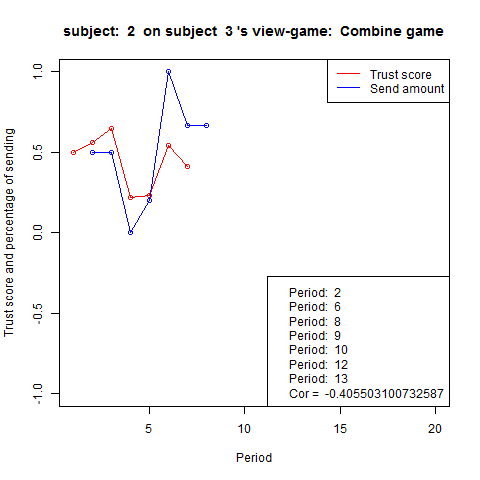 subject:  2  on subject  3 's view-game:  Combine game
Trust score
Send amount
1.0
0.5
0.0
-0.5
-1.0
Trust score and percentage of sending
Period:  2
Period:  6
Period:  8
Period:  9
Period:  10
Period:  12
Period:  13
Cor =  -0.405503100732587
5
10
15
20
Period